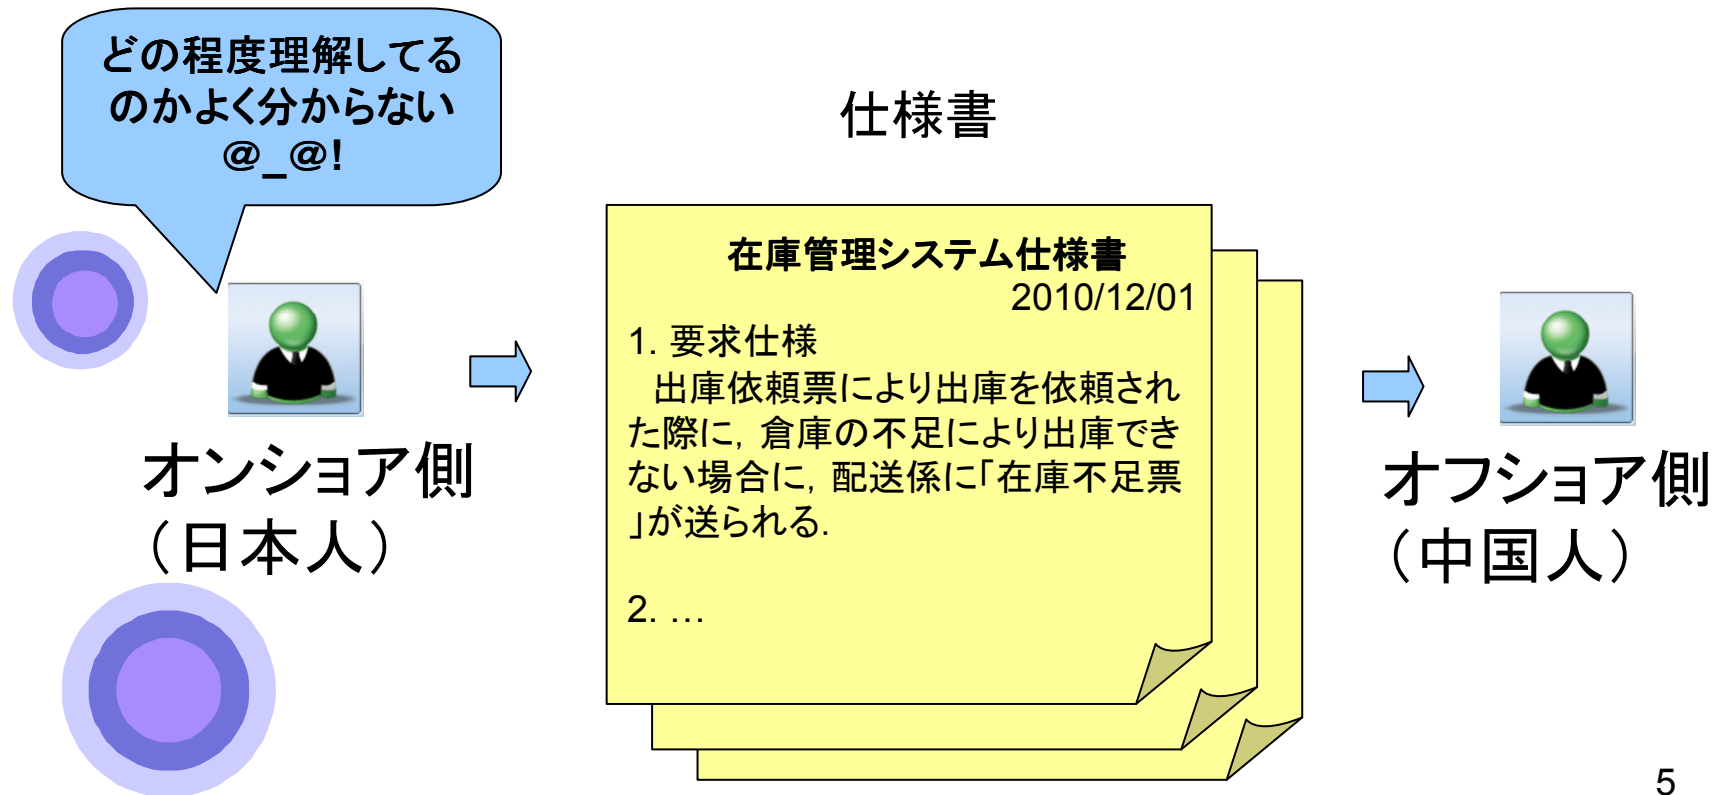 どの程度理解してる
のかよく分からない
@_@!
仕様書
在庫管理システム仕様書
2010/12/01
1. 要求仕様
出庫依頼票により出庫を依頼され
た際に, 倉庫の不足により出庫でき
ない場合に, 配送係に「在庫不足票
」が送られる.
2. …
オンショア側
（日本人）
オフショア側
（中国人）
5